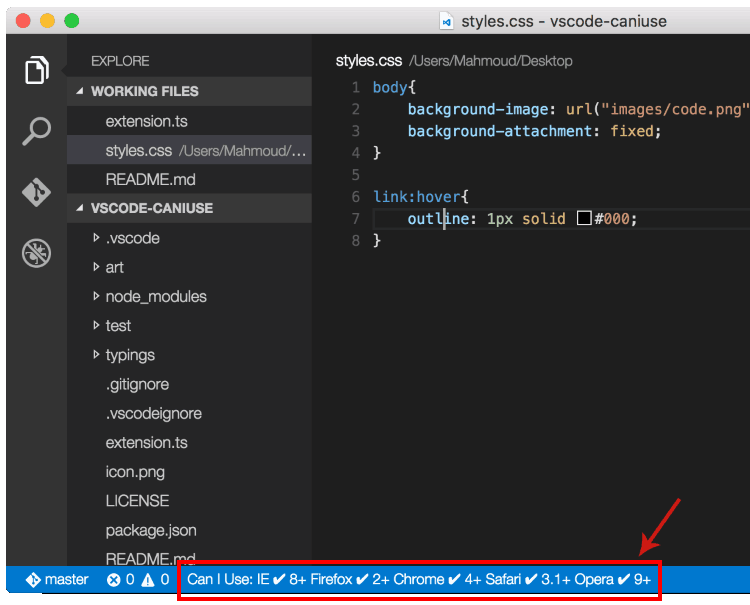 styles.css - vscode-caniuse
EXPLORE
WORKING FILES
extension.ts
styles.css /Users/Mahmoud/...
README.md
VSCODE-CANIUSE
.vscode
art
node_modules
test
typings
.gitignore
.vscodeignore
extension.ts
icon.png
LICENSE
package.json
README.md
styles.css /Users/Mahmoud/Desktop
1 body{
2 background-image: url("images/code.png"
3 background-attachment: fixed;
4 }
5
6 link:hover{
7 outline: 1px solid #000;
8 }
master 0 0 Can I Use: IE ✔ 8+ Firefox ✔ 2+ Chrome ✔ 4+ Safari ✔ 3.1+ Opera ✔ 9+